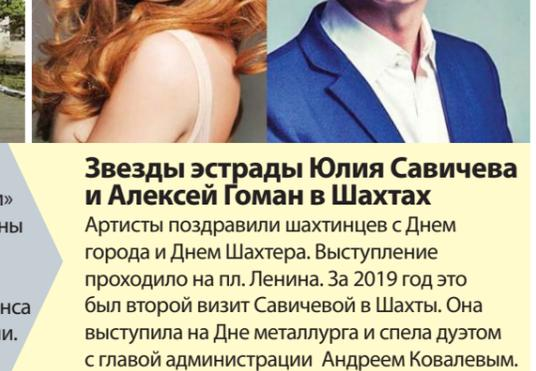 Звезды эстрады Юлия Савичева
и Алексей Гоман в Шахтах
Артисты поздравили шахтинцев с Днем
города и Днем Шахтера. Выступление
проходило на пл. Ленина. За 2019 год это
был второй визит Савичевой в Шахты. Она
выступила на Дне металлурга и спела дуэтом
с главой администрации Андреем Ковалевым.